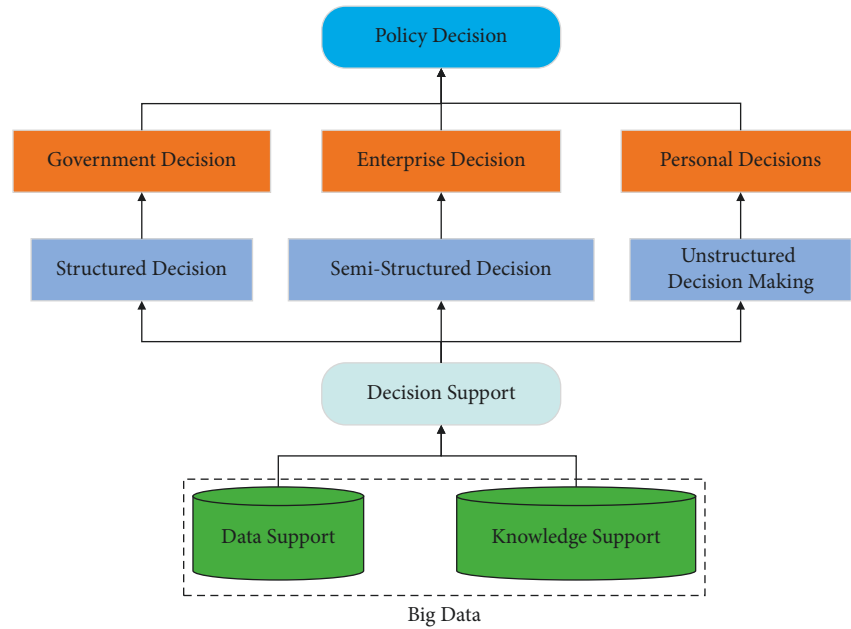 Policy Decision
Government Decision
Enterprise Decision
Personal Decisions
Structured Decision
Semi-Structured Decision
Unstructured
Decision Making
Decision Support
Data Support
Knowledge Support
Big Data